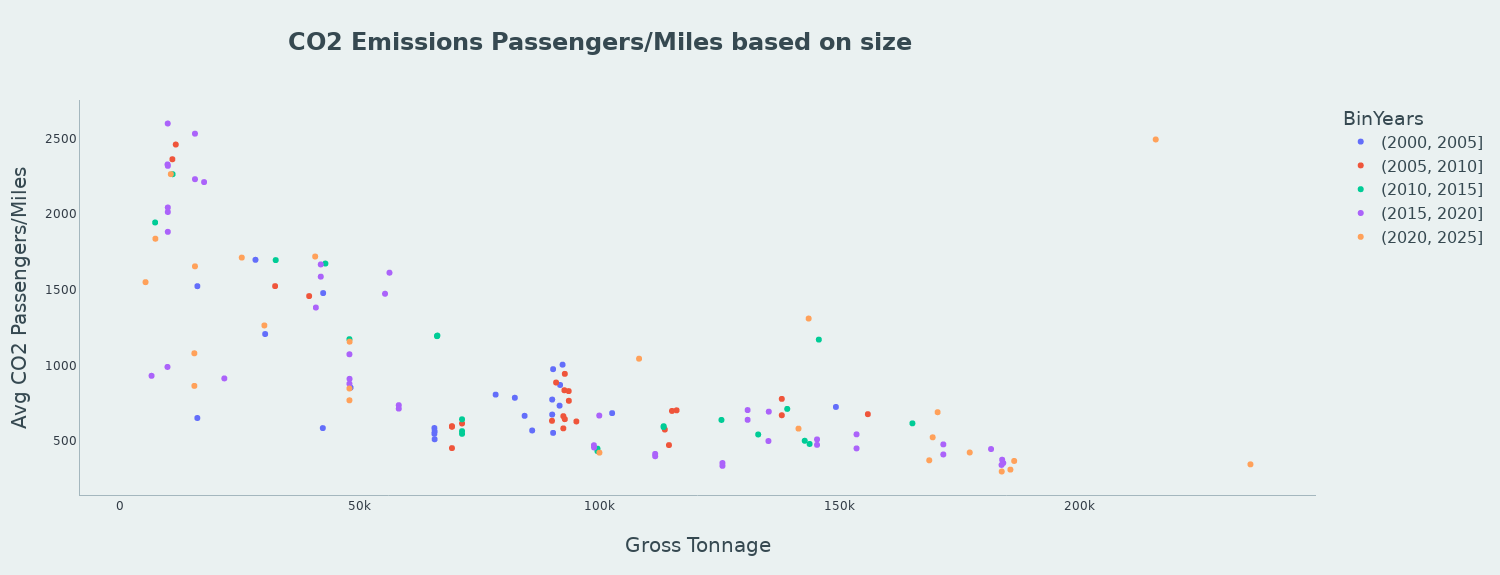 CO2 Emissions Passengers/Miles based on size
Avg CO2 Passengers/Miles
2500
2000
1500
1000
500
0
50k
100k
150k
200k
Gross Tonnage
BinYears
(2000, 2005]
(2005, 2010]
(2010, 2015]
(2015, 2020]
(2020, 2025]